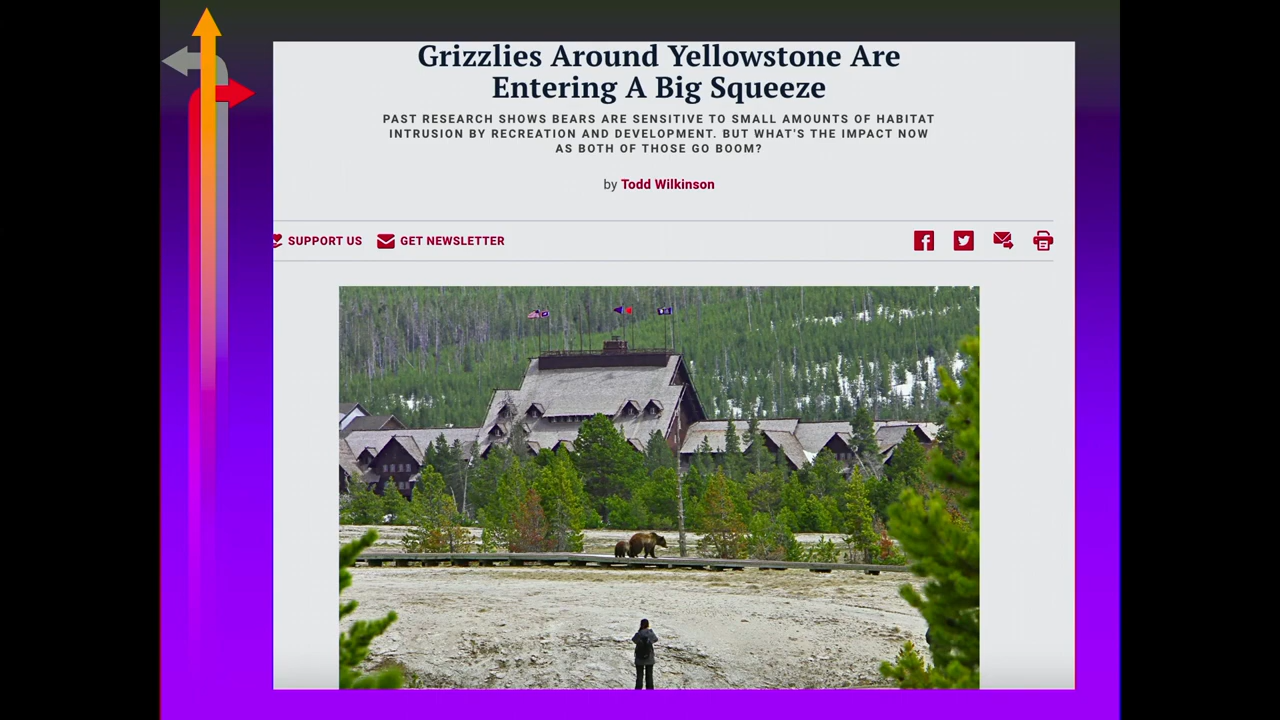 Grizzlies Around Yellowstone Are
Entering A Big Squeeze
PAST RESEARCH SHOWS BEARS ARE SENSITIVE TO SMALL AMOUNTS OF HABITAT
INTRUSION BY RECREATION AND DEVELOPMENT. BUT WHAT'S THE IMPACT NOW
AS BOTH OF THOSE GO BOOM?
by Todd Wilkinson
SUPPORT US GET NEWSLETTER